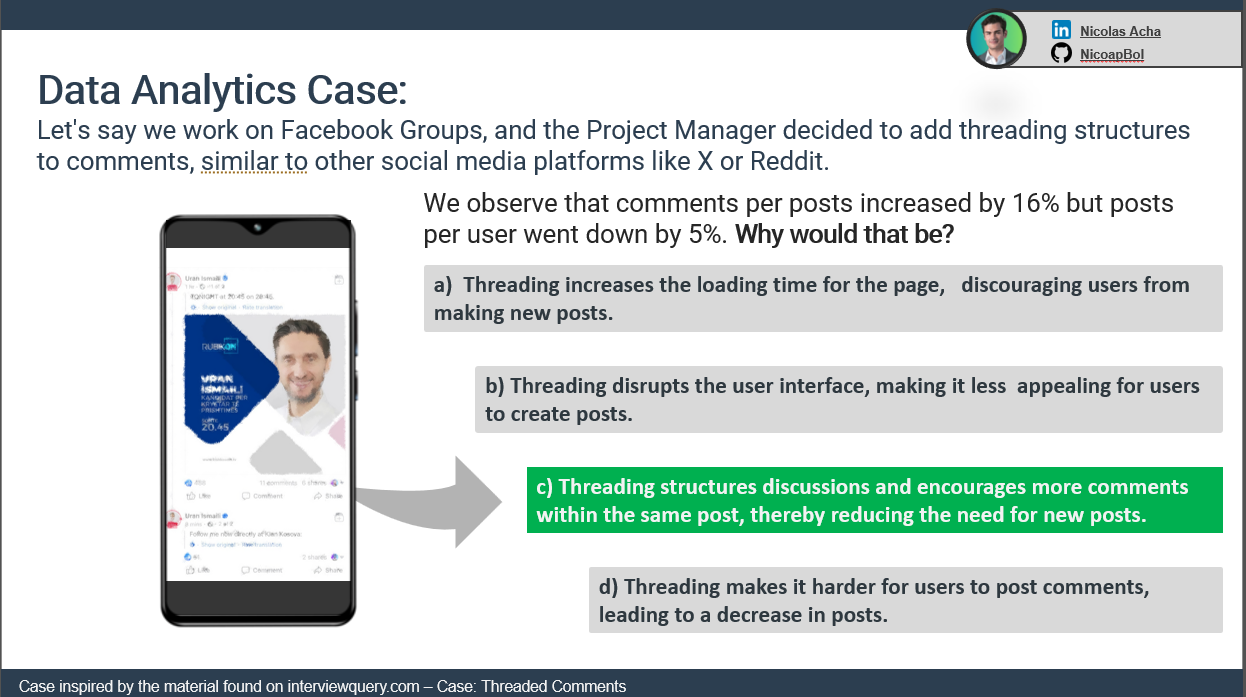 Nicolas Acha
NicoapBol
Data Analytics Case:
Let's say we work on Facebook Groups, and the Project Manager decided to add threading structures
to comments, similar to other social media platforms like X or Reddit.
We observe that comments per posts increased by 16% but posts
per user went down by 5%. Why would that be?
a) Threading increases the loading time for the page, discouraging users from
making new posts.
b) Threading disrupts the user interface, making it less appealing for users
to create posts.
c) Threading structures discussions and encourages more comments
within the same post, thereby reducing the need for new posts.
d) Threading makes it harder for users to post comments,
leading to a decrease in posts.
Uran Ismaili
RUBIKON
URAN
ISMAILI
KANDIDAT PËR
KRYETAR TË
PRISHTINËS
20.45
Like Comment Share
Uran Ismaili
Like Comment Share
Case inspired by the material found on interviewquery.com – Case: Threaded Comments